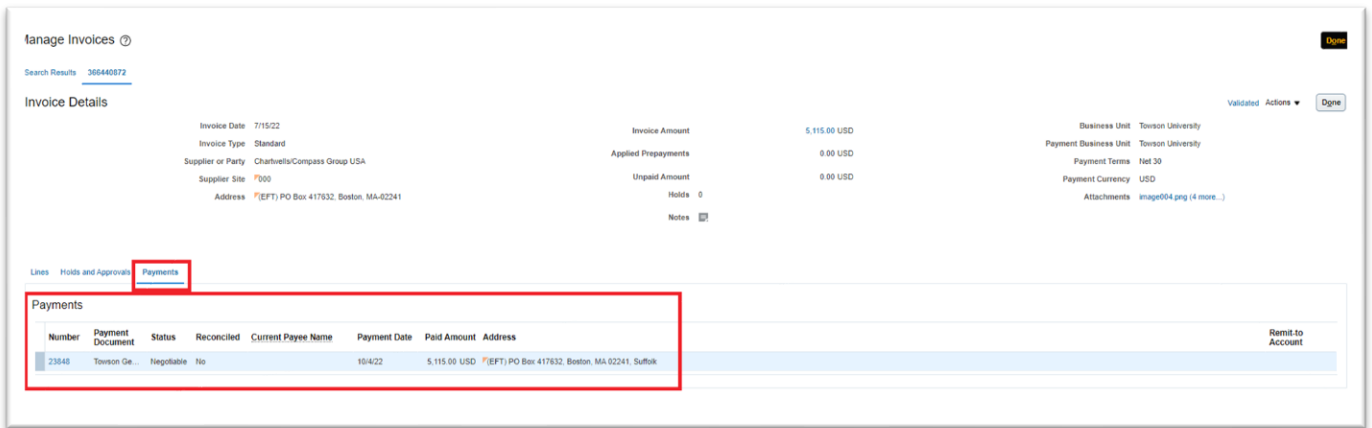 Manage Invoices
Done
Search Results 366440872
Invoice Details
Validated Actions Done
Invoice Date 7/15/22
Invoice Type Standard
Supplier or Party Chartwells/Compass Group USA
Supplier Site 000
Address (EFT) PO Box 417632, Boston, MA-02241
Invoice Amount 5,115.00 USD
Applied Prepayments 0.00 USD
Unpaid Amount 0.00 USD
Holds 0
Notes
Business Unit Towson University
Payment Business Unit Towson University
Payment Terms Net 30
Payment Currency USD
Attachments image004.png (4 more...)
Lines Holds and Approvals Payments
Payments
Number Payment Document Status Reconciled Current Payee Name Payment Date Paid Amount Address Remit-to Account
23848 Towson Ge... Negotiable No 10/4/22 5,115.00 USD (EFT) PO Box 417632, Boston, MA 02241, Suffolk